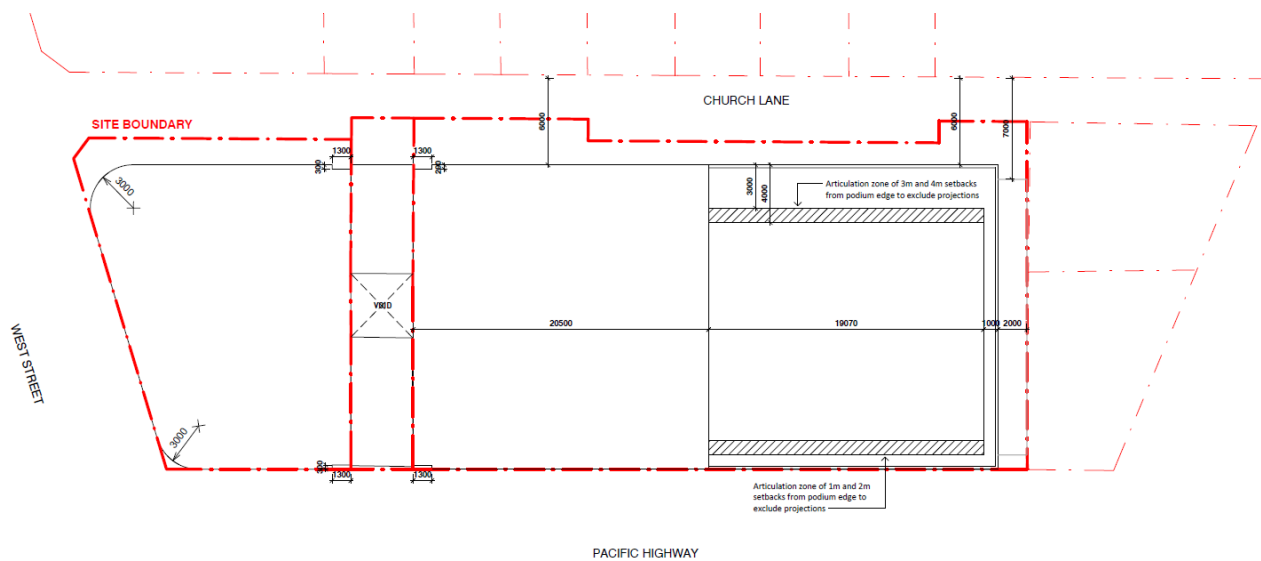 CHURCH LANE
SITE BOUNDARY
6000
6000
7000
1300
1300
300
200
3000
3000
4000
Articulation zone of 3m and 4m setbacks
from podium edge to exclude projections
VOID
20500
19070
1000
2000
WEST STREET
3000
300
1300
1300
Articulation zone of 1m and 2m
setbacks from podium edge to
exclude projections
PACIFIC HIGHWAY